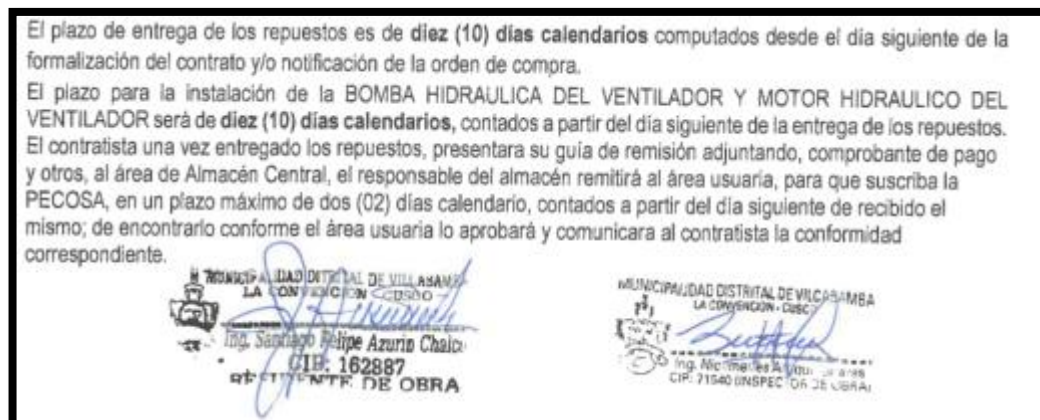 El plazo de entrega de los repuestos es de diez (10) días calendarios computados desde el día siguiente de la
formalización del contrato y/o notificación de la orden de compra.
El plazo para la instalación de la BOMBA HIDRAULICA DEL VENTILADOR Y MOTOR HIDRAULICO DEL
VENTILADOR será de diez (10) días calendarios, contados a partir del día siguiente de la entrega de los repuestos.
El contratista una vez entregado los repuestos, presentara su guía de remisión adjuntando, comprobante de pago
y otros, al área de Almacén Central, el responsable del almacén remitirá al área usuaria, para que suscriba la
PECOSA, en un plazo máximo de dos (02) días calendario, contados a partir del día siguiente de recibido el
mismo; de encontrarlo conforme el área usuaria lo aprobará y comunicara al contratista la conformidad
correspondiente.
DE
LA CONVENCION CUSCO
Ing. Santiago Felipe Azurin Chalco
CIP: 162887
DE OBRA
MUNICIPALIDAD DISTRITAL DE VILCABAMBA
LA CONVENCION - CUSCO
Ing.
CIP: 71540 INSPECTOR DE OBRA